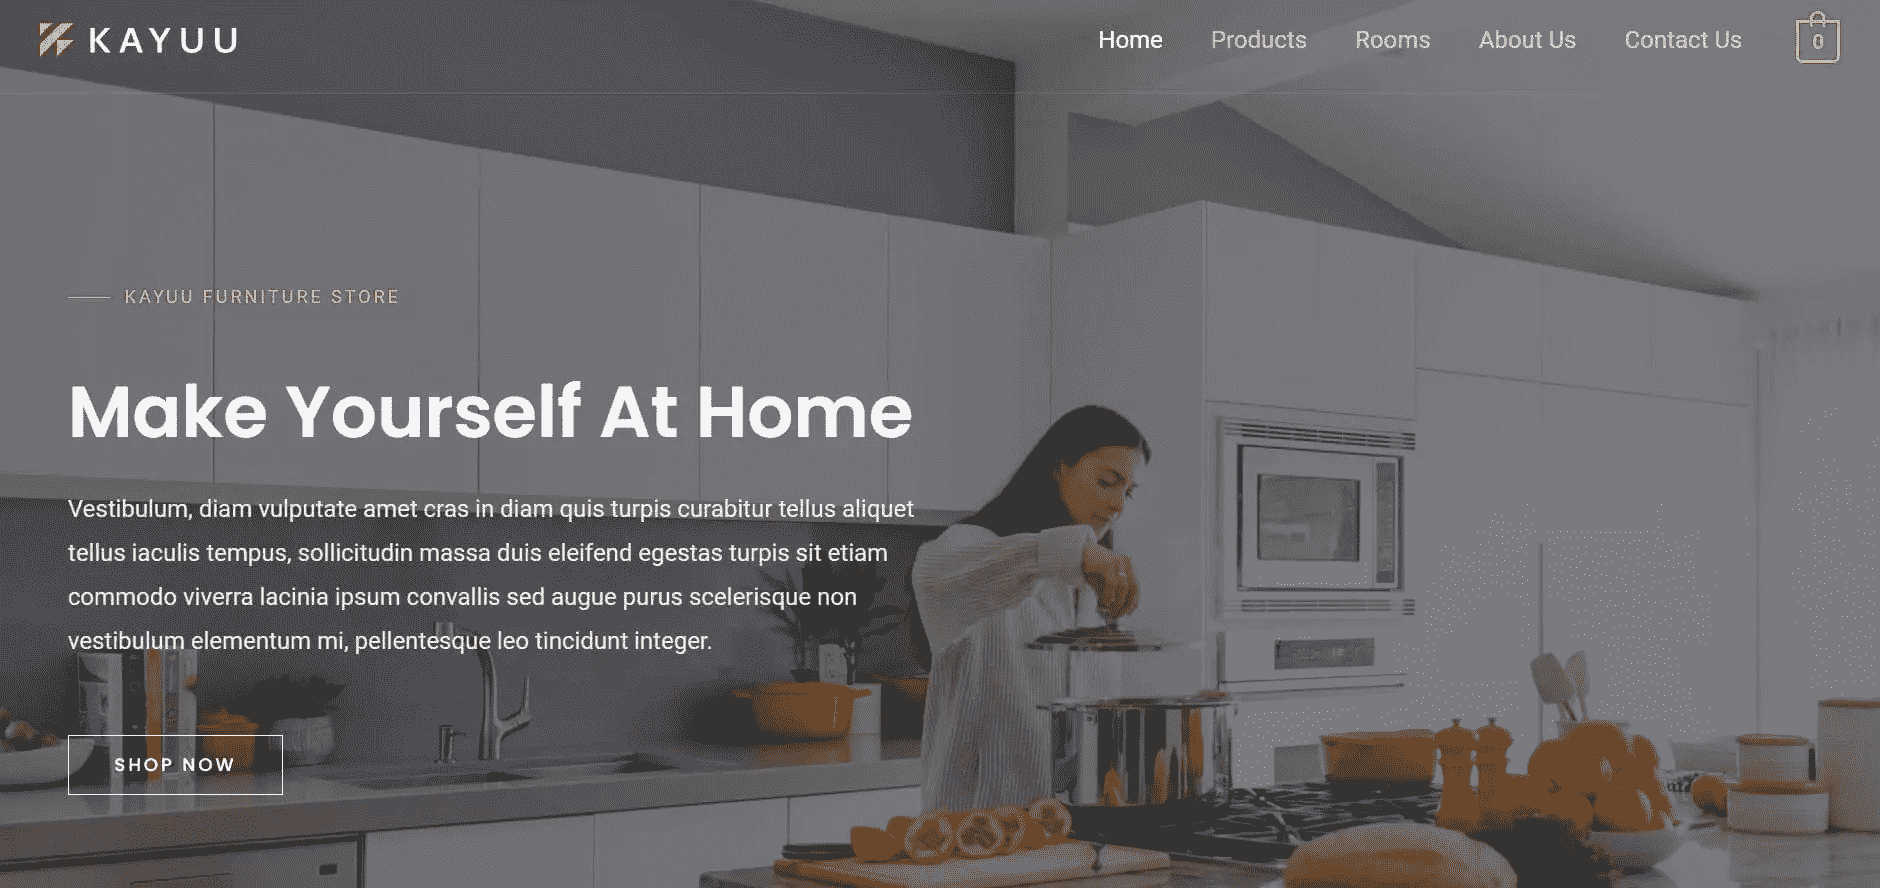 KAYUU
Home
Products
Rooms
About Us
Contact Us
0
KAYUU FURNITURE STORE
Make Yourself At Home
Vestibulum, diam vulputate amet cras in diam quis turpis curabitur tellus aliquet
tellus iaculis tempus, sollicitudin massa duis eleifend egestas turpis sit etiam
commodo viverra lacinia ipsum convallis sed augue purus scelerisque non
vestibulum elementum mi, pellentesque leo tincidunt integer.
SHOP NOW